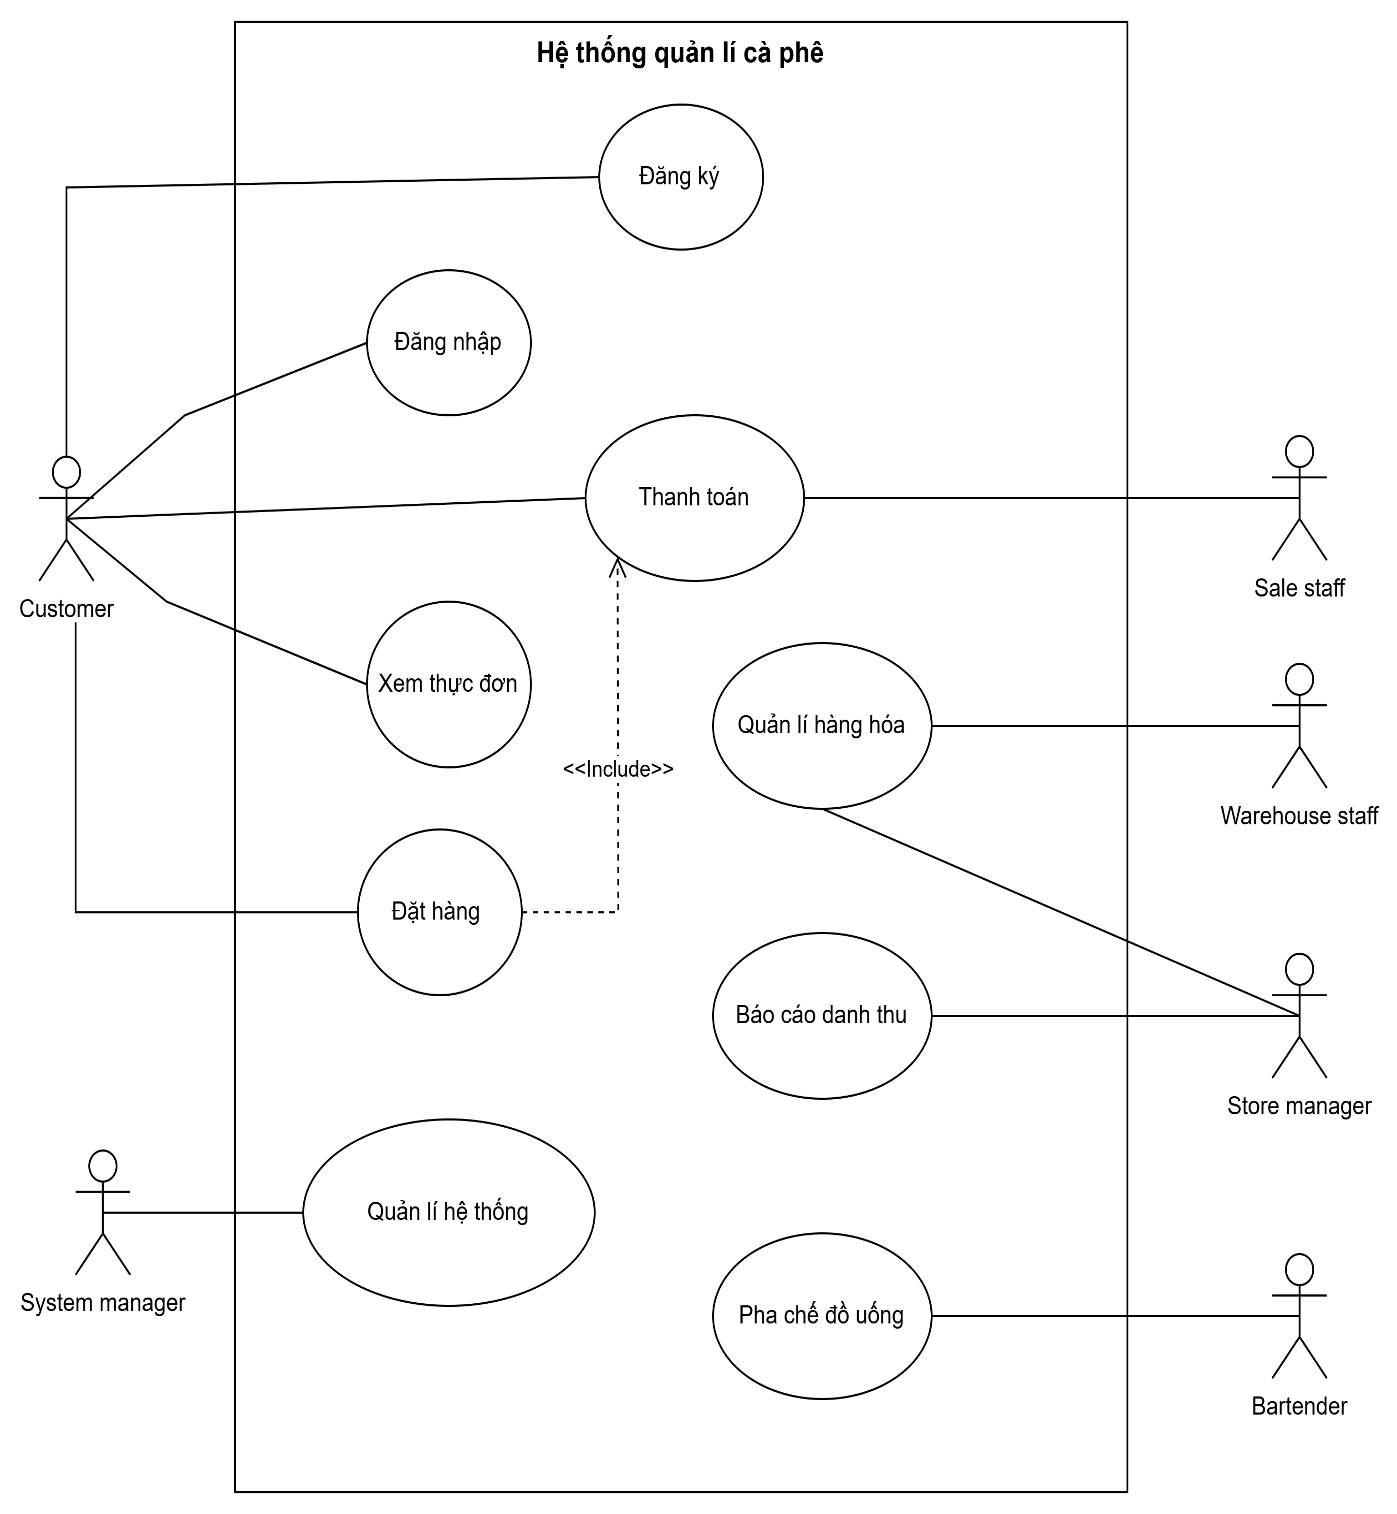 Hệ thống quản lí cà phê
Đăng ký
Đăng nhập
Thanh toán
Sale staff
Customer
Xem thực đơn
Quản lí hàng hóa
<<Include>>
Warehouse staff
Đặt hàng
Báo cáo danh thu
Store manager
Quản lí hệ thống
System manager
Pha chế đồ uống
Bartender